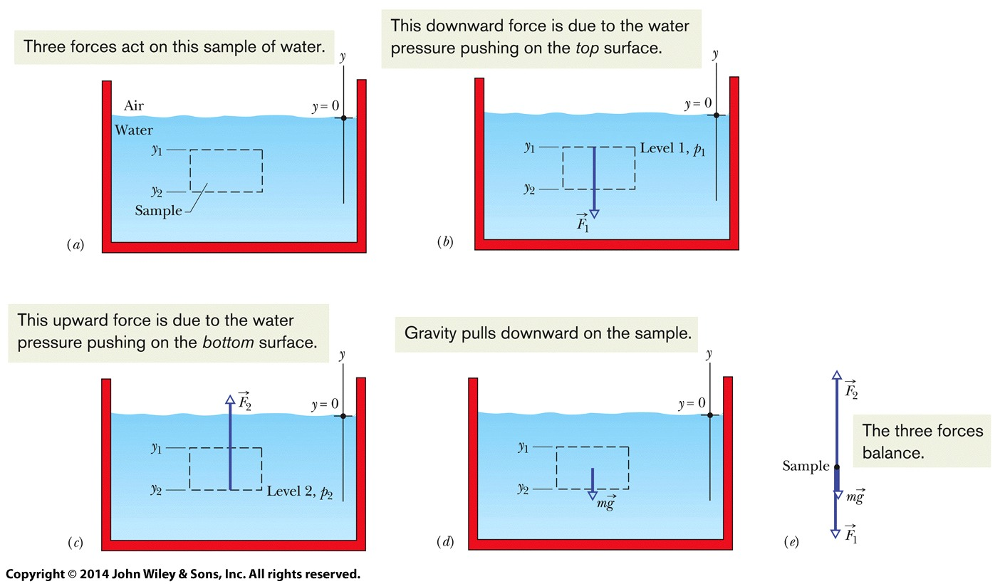 Three forces act on this sample of water.
y
Air
y = 0
Water
y1
y2
Sample
(a)
This downward force is due to the water
pressure pushing on the top surface.
y
y = 0
y1
Level 1, p1
y2
F⃗1
(b)
This upward force is due to the water
pressure pushing on the bottom surface.
y
F⃗2
y = 0
y1
y2
Level 2, p2
(c)
Gravity pulls downward on the sample.
y
y = 0
y1
y2
mg⃗
(d)
F⃗2
The three forces
balance.
Sample
mg⃗
F⃗1
(e)
Copyright © 2014 John Wiley & Sons, Inc. All rights reserved.